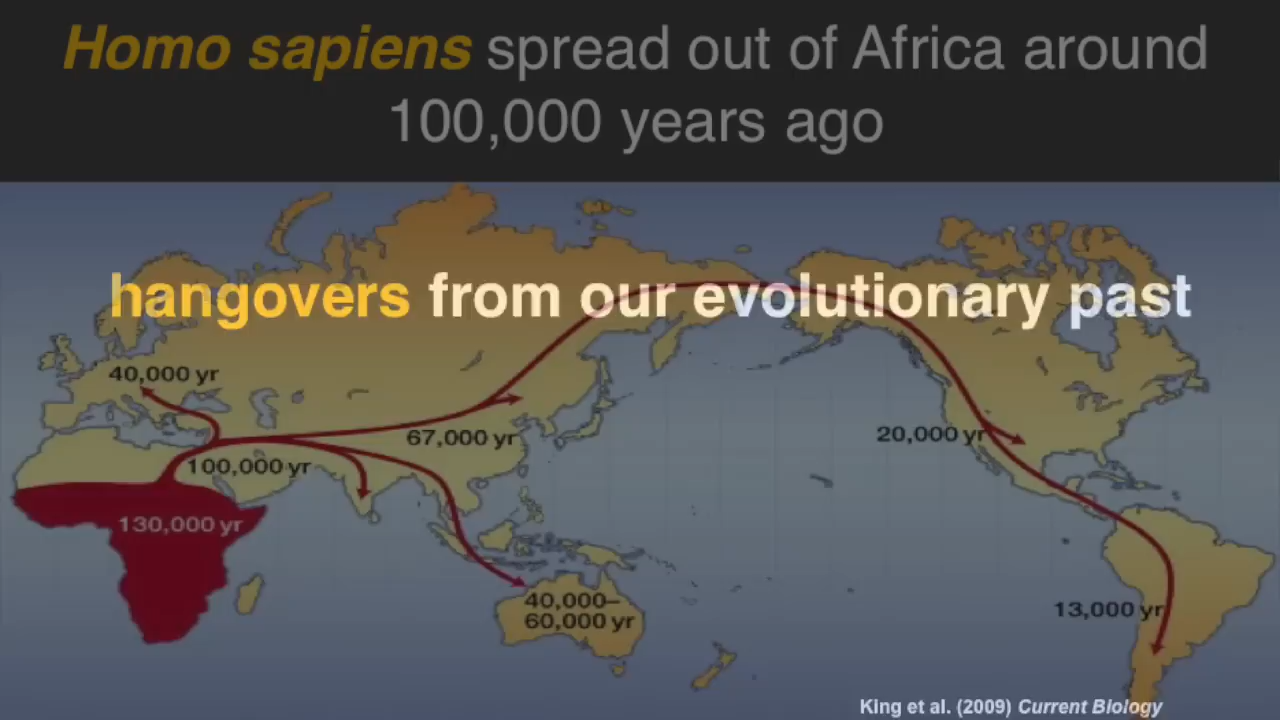 Homo sapiens spread out of Africa around
100,000 years ago
hangovers from our evolutionary past
40,000 yr
67,000 yr
20,000 yr
100,000 yr
130,000 yr
40,000–
60,000 yr
13,000 yr
King et al. (2009) Current Biology